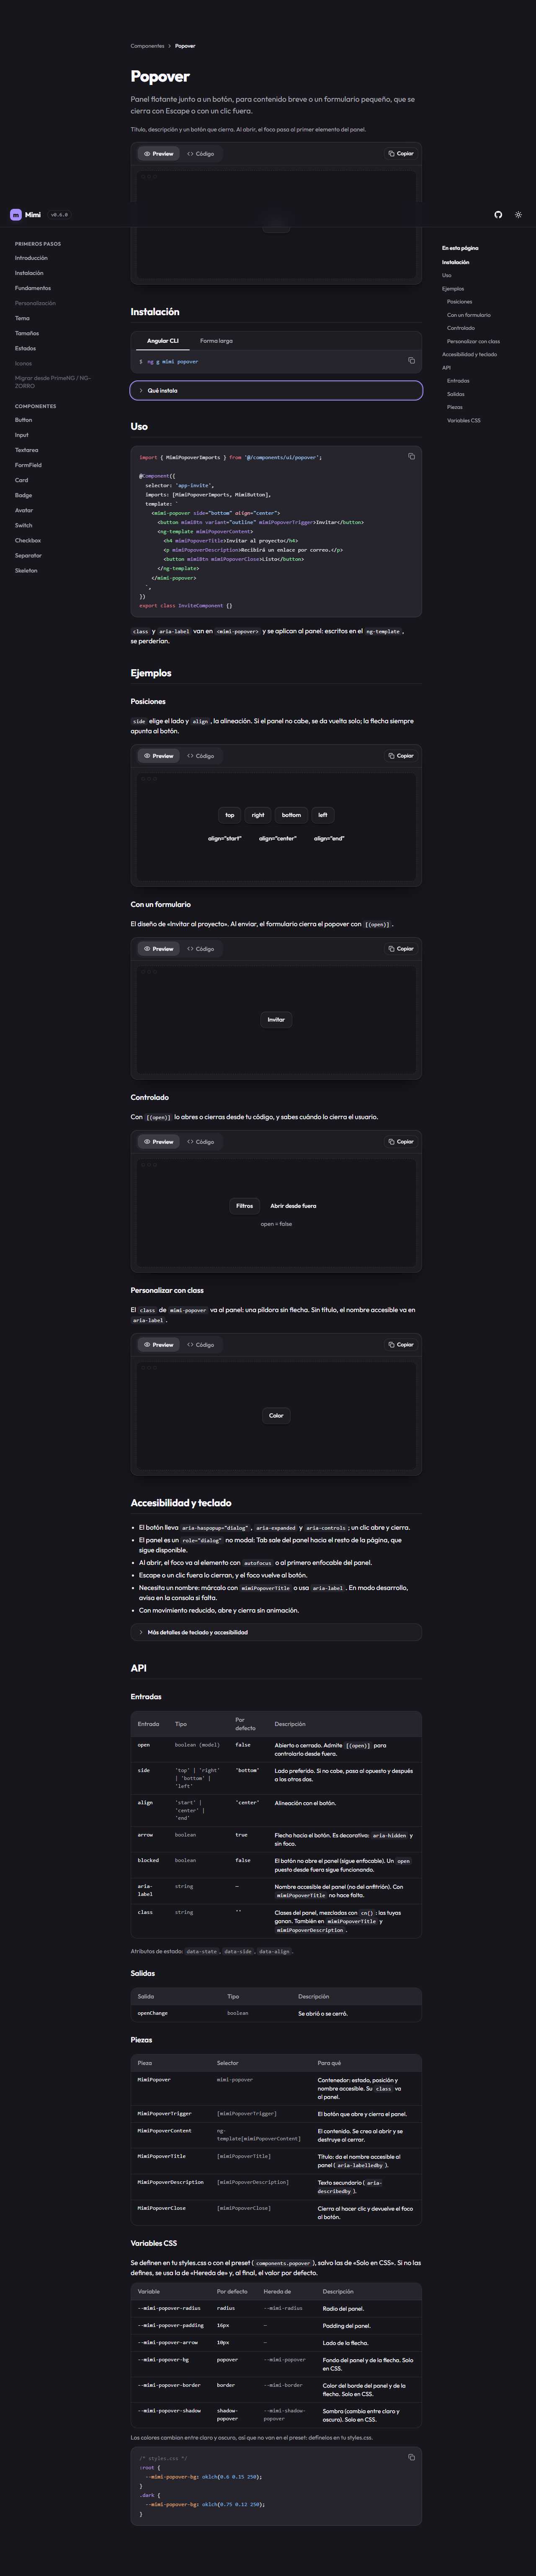 Componentes > Popover
Popover
Panel flotante junto a un botón, para contenido breve o un formulario pequeño, que se
cierra con Escape o con un clic fuera.
Título, descripción y un botón que cierra. Al abrir, el foco pasa al primer elemento del panel.
Preview
Código
Copiar
m Mimi v0.6.0
PRIMEROS PASOS
Introducción
Instalación
Fundamentos
Personalización
Tema
Tamaños
Estados
Iconos
Migrar desde PrimeNG / NG-
ZORRO
COMPONENTES
Button
Input
Textarea
FormField
Card
Badge
Avatar
Switch
Checkbox
Separator
Skeleton
En esta página
Instalación
Uso
Ejemplos
Posiciones
Con un formulario
Controlado
Personalizar con class
Accesibilidad y teclado
API
Entradas
Salidas
Piezas
Variables CSS
Instalación
Angular CLI
Forma larga
$ ng g mimi popover
> Qué instala
Uso
import { MimiPopoverImports } from '@/components/ui/popover';
@Component({
selector: 'app-invite',
imports: [MimiPopoverImports, MimiButton],
template: `
<mimi-popover side="bottom" align="center">
<button mimiBtn variant="outline" mimiPopoverTrigger>Invitar</button>
<ng-template mimiPopoverContent>
<h4 mimiPopoverTitle>Invitar al proyecto</h4>
<p mimiPopoverDescription>Recibirá un enlace por correo.</p>
<button mimiBtn mimiPopoverClose>Listo</button>
</ng-template>
</mimi-popover>
`,
})
export class InviteComponent {}
class y aria-label van en <mimi-popover> y se aplican al panel: escritos en el ng-template,
se perderían.
Ejemplos
Posiciones
side elige el lado y align, la alineación. Si el panel no cabe, se da vuelta solo; la flecha siempre
apunta al botón.
Preview
Código
Copiar
top right bottom left
align="start" align="center" align="end"
Con un formulario
El diseño de «Invitar al proyecto». Al enviar, el formulario cierra el popover con [(open)].
Preview
Código
Copiar
Invitar
Controlado
Con [(open)] lo abres o cierras desde tu código, y sabes cuándo lo cierra el usuario.
Preview
Código
Copiar
Filtros Abrir desde fuera
open = false
Personalizar con class
El class de mimi-popover va al panel: una píldora sin flecha. Sin título, el nombre accesible va en
aria-label.
Preview
Código
Copiar
Color
Accesibilidad y teclado
• El botón lleva aria-haspopup="dialog", aria-expanded y aria-controls; un clic abre y cierra.
• El panel es un role="dialog" no modal: Tab sale del panel hacia el resto de la página, que
sigue disponible.
• Al abrir, el foco va al elemento con autofocus o al primer enfocable del panel.
• Escape o un clic fuera lo cierran, y el foco vuelve al botón.
• Necesita un nombre: márcalo con mimiPopoverTitle o usa aria-label. En modo desarrollo,
avisa en la consola si falta.
• Con movimiento reducido, abre y cierra sin animación.
> Más detalles de teclado y accesibilidad
API
Entradas
Entrada Tipo Por defecto Descripción
open boolean (model) false Abierto o cerrado. Admite [(open)] para
controlarlo desde fuera.
side 'top' | 'right' | 'bottom' | 'left' 'bottom' Lado preferido. Si no cabe, pasa al opuesto y después
a los otros dos.
align 'start' | 'center' | 'end' 'center' Alineación con el botón.
arrow boolean true Flecha hacia el botón. Es decorativa: aria-hidden y
sin foco.
blocked boolean false El botón no abre el panel (sigue enfocable). Un open
puesto desde fuera sigue funcionando.
aria-label string — Nombre accesible del panel (no del anfitrión). Con
mimiPopoverTitle no hace falta.
class string '' Clases del panel, mezcladas con cn(): las tuyas
ganan. También en mimiPopoverTitle y
mimiPopoverDescription.
Atributos de estado: data-state, data-side, data-align.
Salidas
Salida Tipo Descripción
openChange boolean Se abrió o se cerró.
Piezas
Pieza Selector Para qué
MimiPopover mimi-popover Contenedor: estado, posición y
nombre accesible. Su class va
al panel.
MimiPopoverTrigger [mimiPopoverTrigger] El botón que abre y cierra el panel.
MimiPopoverContent ng-template[mimiPopoverContent] El contenido. Se crea al abrir y se
destruye al cerrar.
MimiPopoverTitle [mimiPopoverTitle] Título: da el nombre accesible al
panel (aria-labelledby).
MimiPopoverDescription [mimiPopoverDescription] Texto secundario (aria-
describedby).
MimiPopoverClose [mimiPopoverClose] Cierra al hacer clic y devuelve el foco
al botón.
Variables CSS
Se definen en tu styles.css o con el preset (components.popover), salvo las de «Solo en CSS». Si no las
defines, se usa la de «Hereda de» y, al final, el valor por defecto.
Variable Por defecto Hereda de Descripción
--mimi-popover-radius radius --mimi-radius Radio del panel.
--mimi-popover-padding 16px — Padding del panel.
--mimi-popover-arrow 10px — Lado de la flecha.
--mimi-popover-bg popover --mimi-popover Fondo del panel y de la flecha. Solo
en CSS.
--mimi-popover-border border --mimi-border Color del borde del panel y de la
flecha. Solo en CSS.
--mimi-popover-shadow shadow-popover --mimi-shadow-popover Sombra (cambia entre claro y
oscuro). Solo en CSS.
Los colores cambian entre claro y oscuro, así que no van en el preset: defínelos en tu styles.css.
/* styles.css */
:root {
--mimi-popover-bg: oklch(0.6 0.15 250);
}
.dark {
--mimi-popover-bg: oklch(0.75 0.12 250);
}